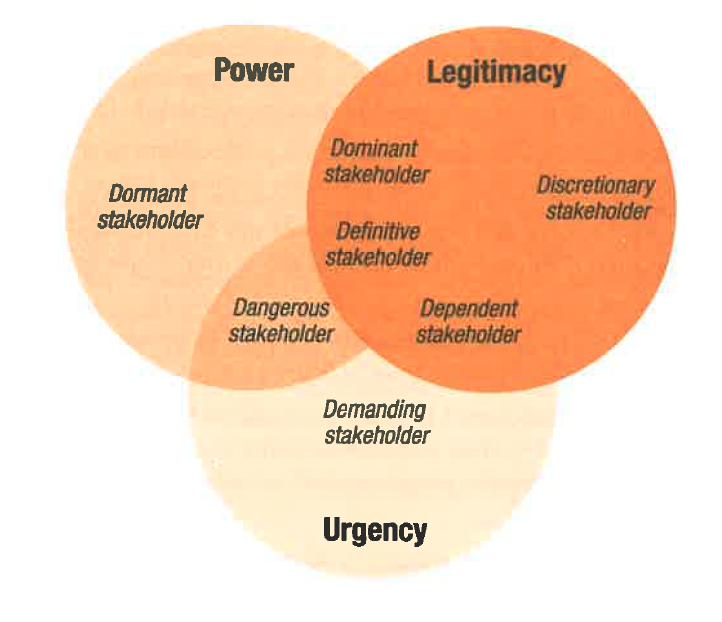 Power
Legitimacy
Dominant
stakeholder
Discretionary
stakeholder
Dormant
stakeholder
Definitive
stakeholder
Dangerous
stakeholder
Dependent
stakeholder
Demanding
stakeholder
Urgency